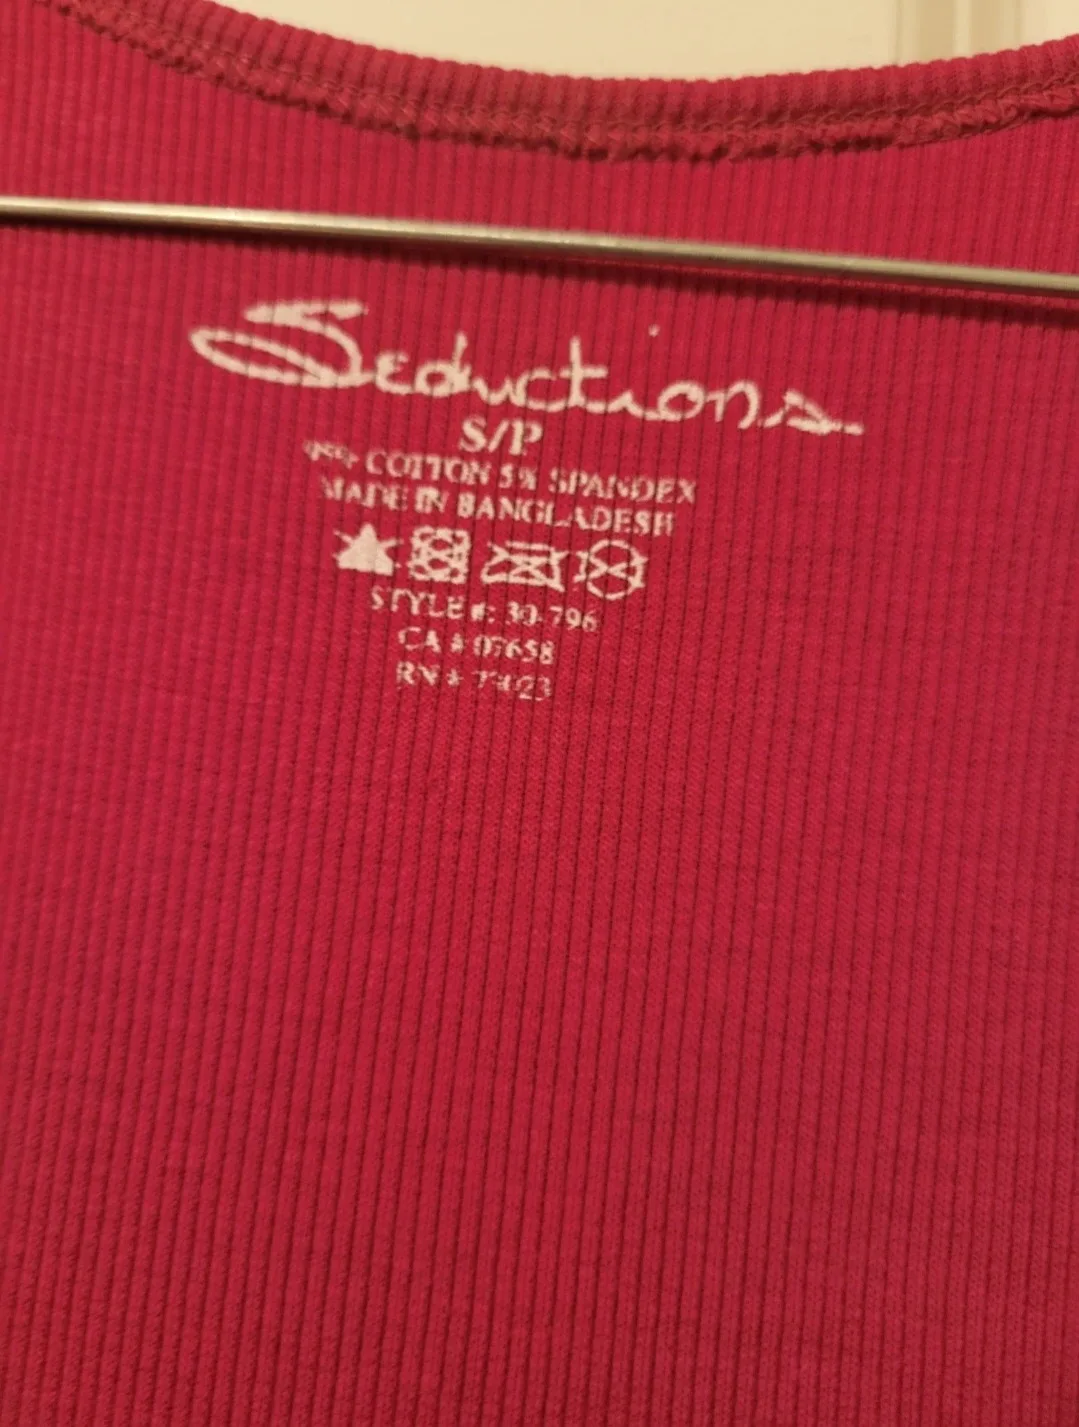 Seductions
S/P
COTTON 5% SPANDEX
MADE IN BANGLADESH
STYLE #: 30-796
CA # 07658
RN #